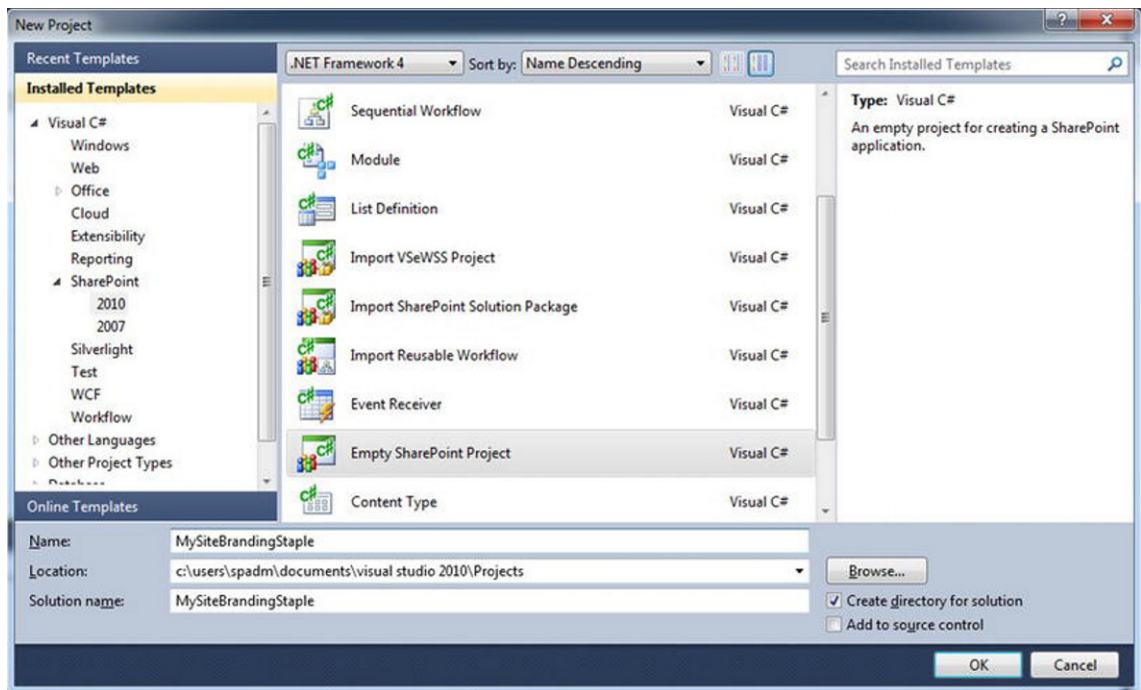 New Project
Recent Templates
Installed Templates
Visual C#
Windows
Web
Office
Cloud
Extensibility
Reporting
SharePoint
2010
2007
Silverlight
Test
WCF
Workflow
Other Languages
Other Project Types
Database
Online Templates
.NET Framework 4 Sort by: Name Descending
Sequential Workflow Visual C#
Module Visual C#
List Definition Visual C#
Import VSeWSS Project Visual C#
Import SharePoint Solution Package Visual C#
Import Reusable Workflow Visual C#
Event Receiver Visual C#
Empty SharePoint Project Visual C#
Content Type Visual C#
Search Installed Templates
Type: Visual C#
An empty project for creating a SharePoint
application.
Name: MySiteBrandingStaple
Location: c:\users\spadm\documents\visual studio 2010\Projects
Browse...
Solution name: MySiteBrandingStaple
Create directory for solution
Add to source control
OK Cancel